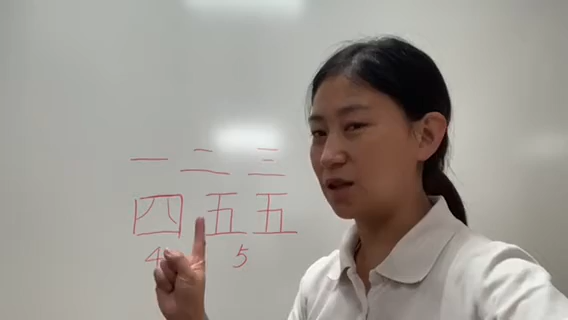 一 二 三
四 五 五
4 5